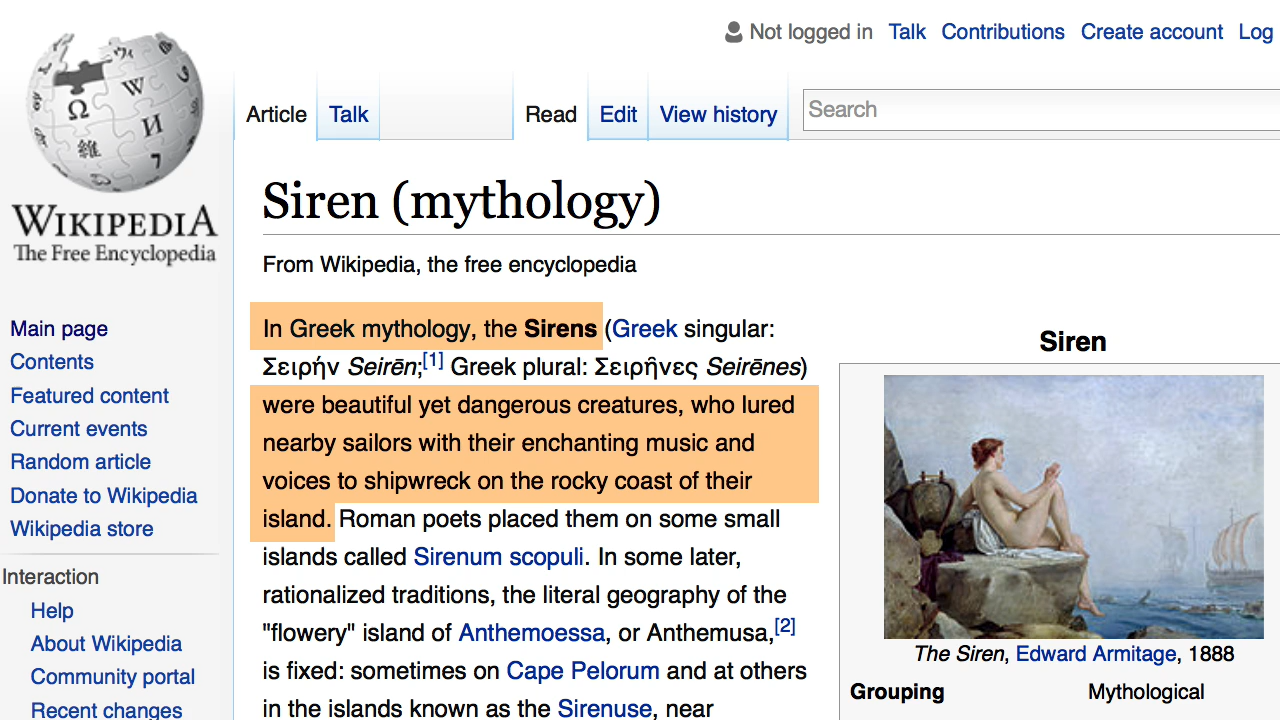 Not logged in Talk Contributions Create account Log
Article Talk Read Edit View history Search
WIKIPEDIA
The Free Encyclopedia
Main page
Contents
Featured content
Current events
Random article
Donate to Wikipedia
Wikipedia store
Interaction
Help
About Wikipedia
Community portal
Recent changes
Siren (mythology)
From Wikipedia, the free encyclopedia
In Greek mythology, the Sirens (Greek singular:
Σειρήν Seirēn;[1] Greek plural: Σειρῆνες Seirēnes)
were beautiful yet dangerous creatures, who lured
nearby sailors with their enchanting music and
voices to shipwreck on the rocky coast of their
island. Roman poets placed them on some small
islands called Sirenum scopuli. In some later,
rationalized traditions, the literal geography of the
"flowery" island of Anthemoessa, or Anthemusa,[2]
is fixed: sometimes on Cape Pelorum and at others
in the islands known as the Sirenuse, near
Siren
The Siren, Edward Armitage, 1888
Grouping Mythological